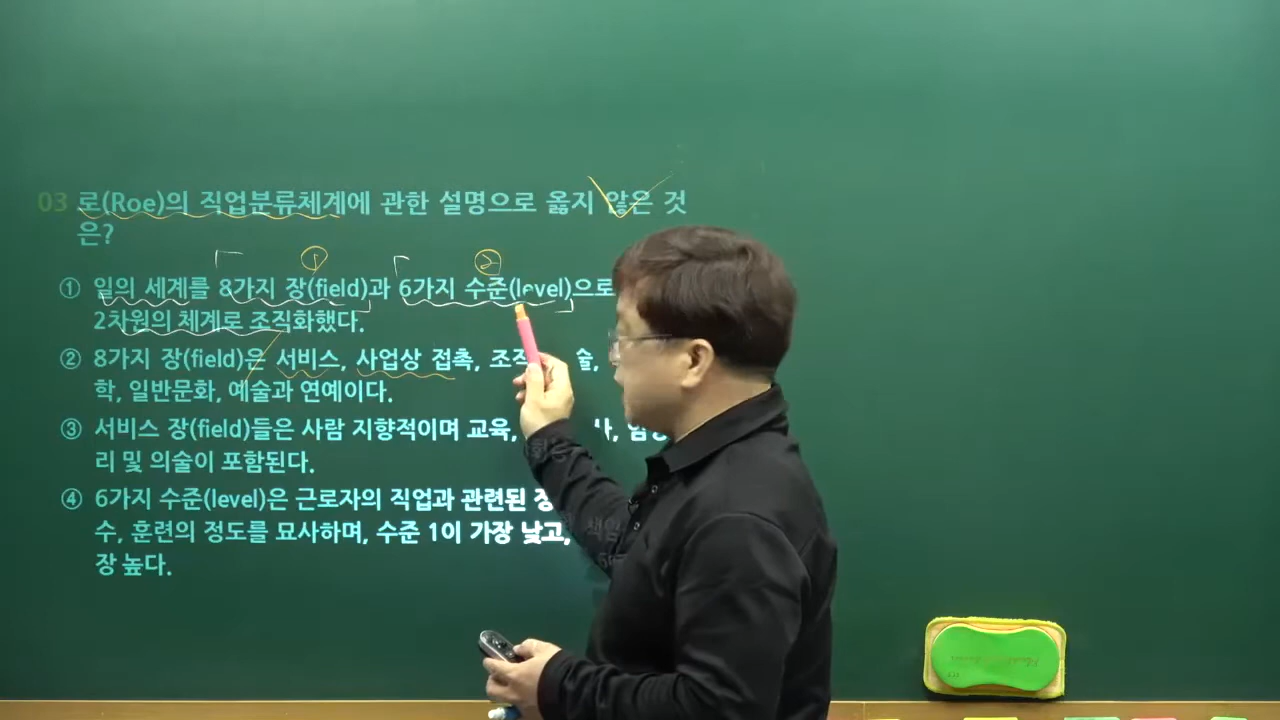 03 로(Roe)의 직업분류체계에 관한 설명으로 옳지 않은 것
은?
① ②
① 일의 세계를 8가지 장(field)과 6가지 수준(level)으로
2차원의 체계로 조직화했다.
② 8가지 장(field)은 서비스, 사업상 접촉, 조직 술,
학, 일반문화, 예술과 연예이다.
③ 서비스 장(field)들은 사람 지향적이며 교육,
리 및 의술이 포함된다.
④ 6가지 수준(level)은 근로자의 직업과 관련된
수, 훈련의 정도를 묘사하며, 수준 1이 가장 낮고,
장 높다.